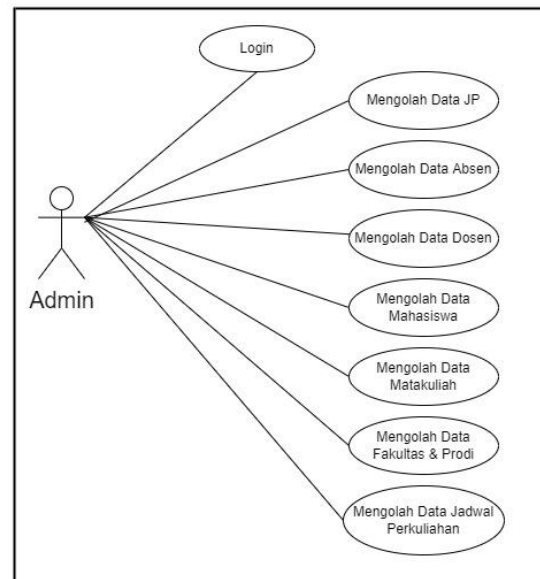 Login
Mengolah Data JP
Mengolah Data Absen
Mengolah Data Dosen
Admin
Mengolah Data
Mahasiswa
Mengolah Data
Matakuliah
Mengolah Data
Fakultas & Prodi
Mengolah Data Jadwal
Perkuliahan